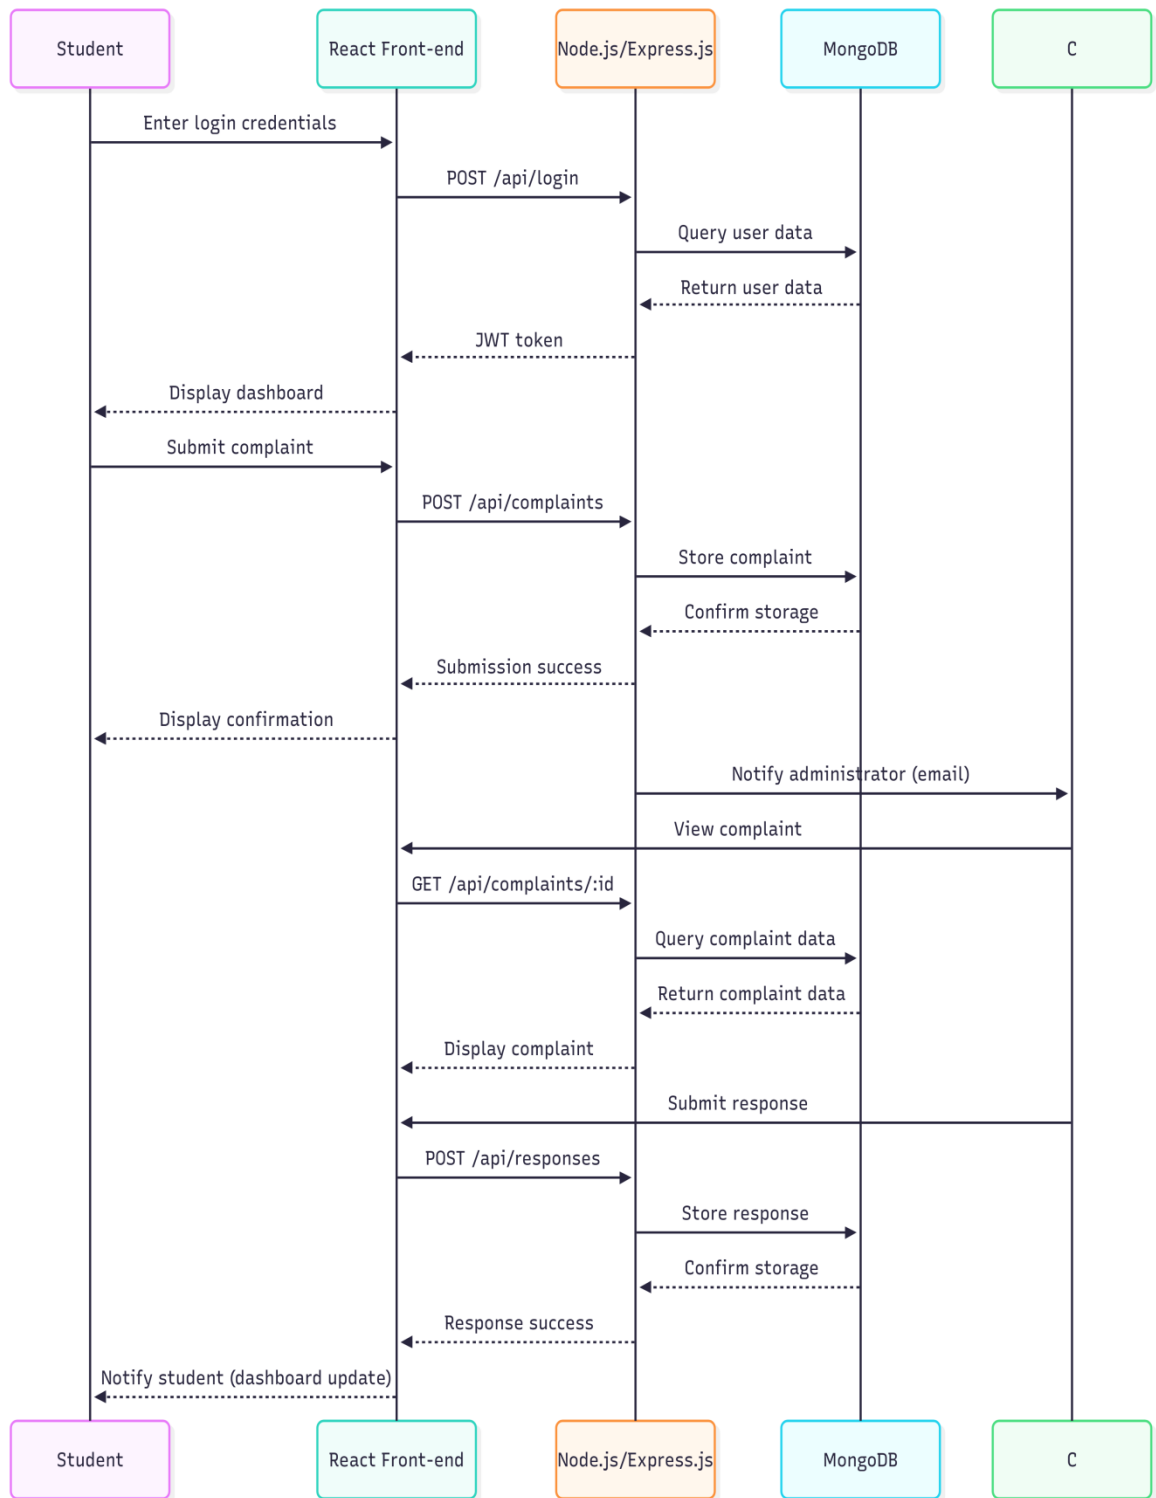 Student
React Front-end
Node.js/Express.js
MongoDB
C
Enter login credentials
POST /api/login
Query user data
Return user data
JWT token
Display dashboard
Submit complaint
POST /api/complaints
Store complaint
Confirm storage
Submission success
Display confirmation
Notify administrator (email)
View complaint
GET /api/complaints/:id
Query complaint data
Return complaint data
Display complaint
Submit response
POST /api/responses
Store response
Confirm storage
Response success
Notify student (dashboard update)
Student
React Front-end
Node.js/Express.js
MongoDB
C